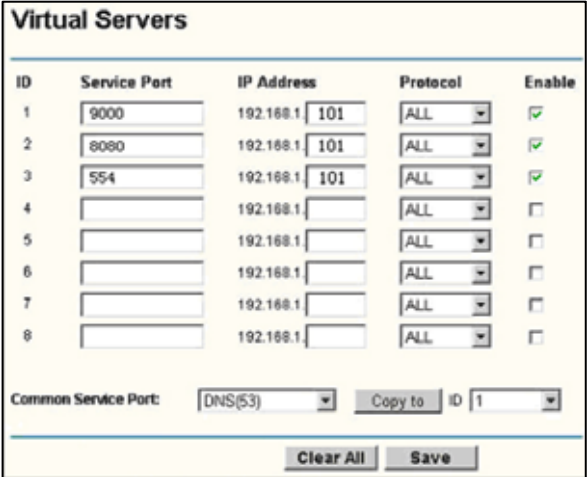 Virtual Servers
ID Service Port IP Address Protocol Enable
1 9000 192.168.1. 101 ALL
2 8080 192.168.1. 101 ALL
3 554 192.168.1. 101 ALL
4 192.168.1. ALL
5 192.168.1. ALL
6 192.168.1. ALL
7 192.168.1. ALL
8 192.168.1. ALL
Common Service Port: DNS(53) Copy to ID 1
Clear All Save